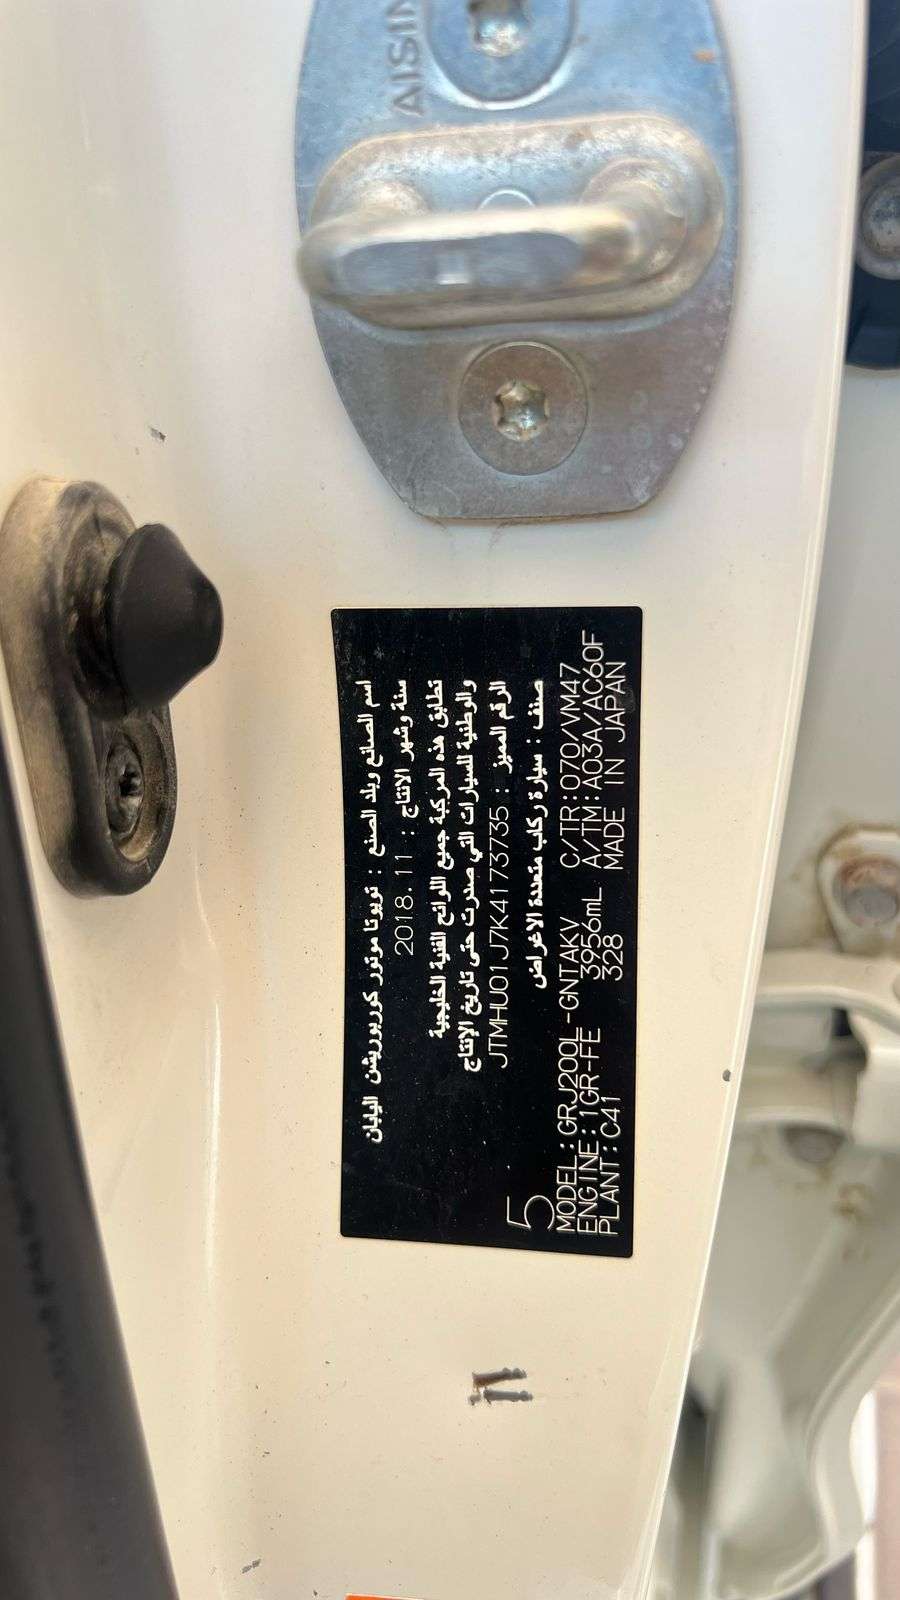 AISIN
اسم الصانع وبلد الصنع : تويوتا موتور كوربوريشن اليابان
سنة وشهر الانتاج : 2018.11
تطابق هذه المركبة جميع اللوائح الفنية الخليجية
والوطنية للسيارات التي صدرت حتى تاريخ الإنتاج
الرقم المميز : JTMHU01J7K4173735
صنف : سيارة ركاب متعددة الاغراض
5
MODEL:GRJ200L-GNTAKV C/TR:070/VM47
ENGINE:1GR-FE 3956mL A/TM:A03A/AC60F
PLANT:C41 328 MADE IN JAPAN